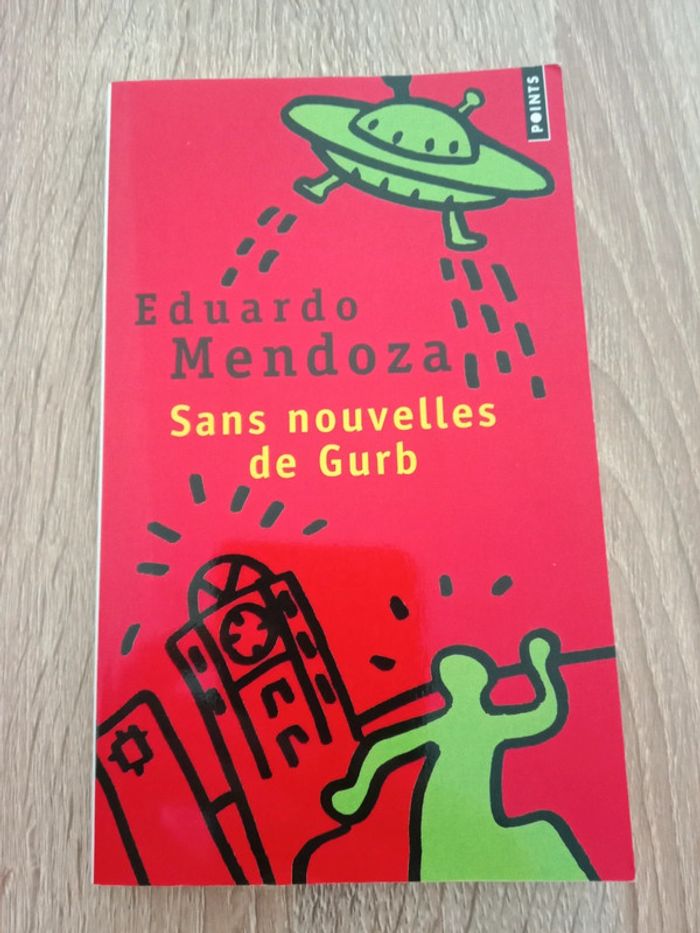 POINTS
Eduardo
Mendoza
Sans nouvelles
de Gurb